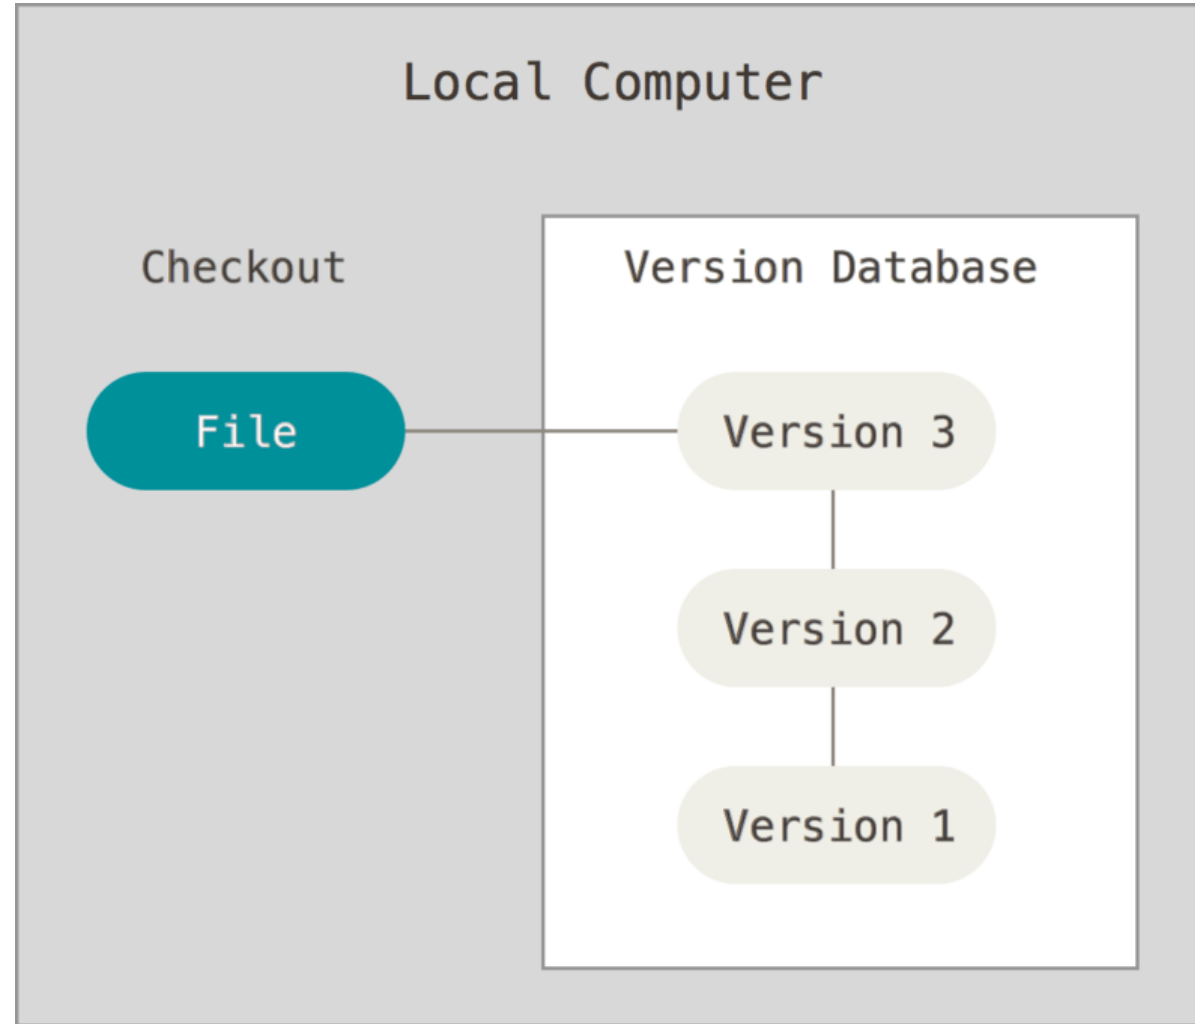 Local Computer
Checkout
Version Database
File
Version 3
Version 2
Version 1